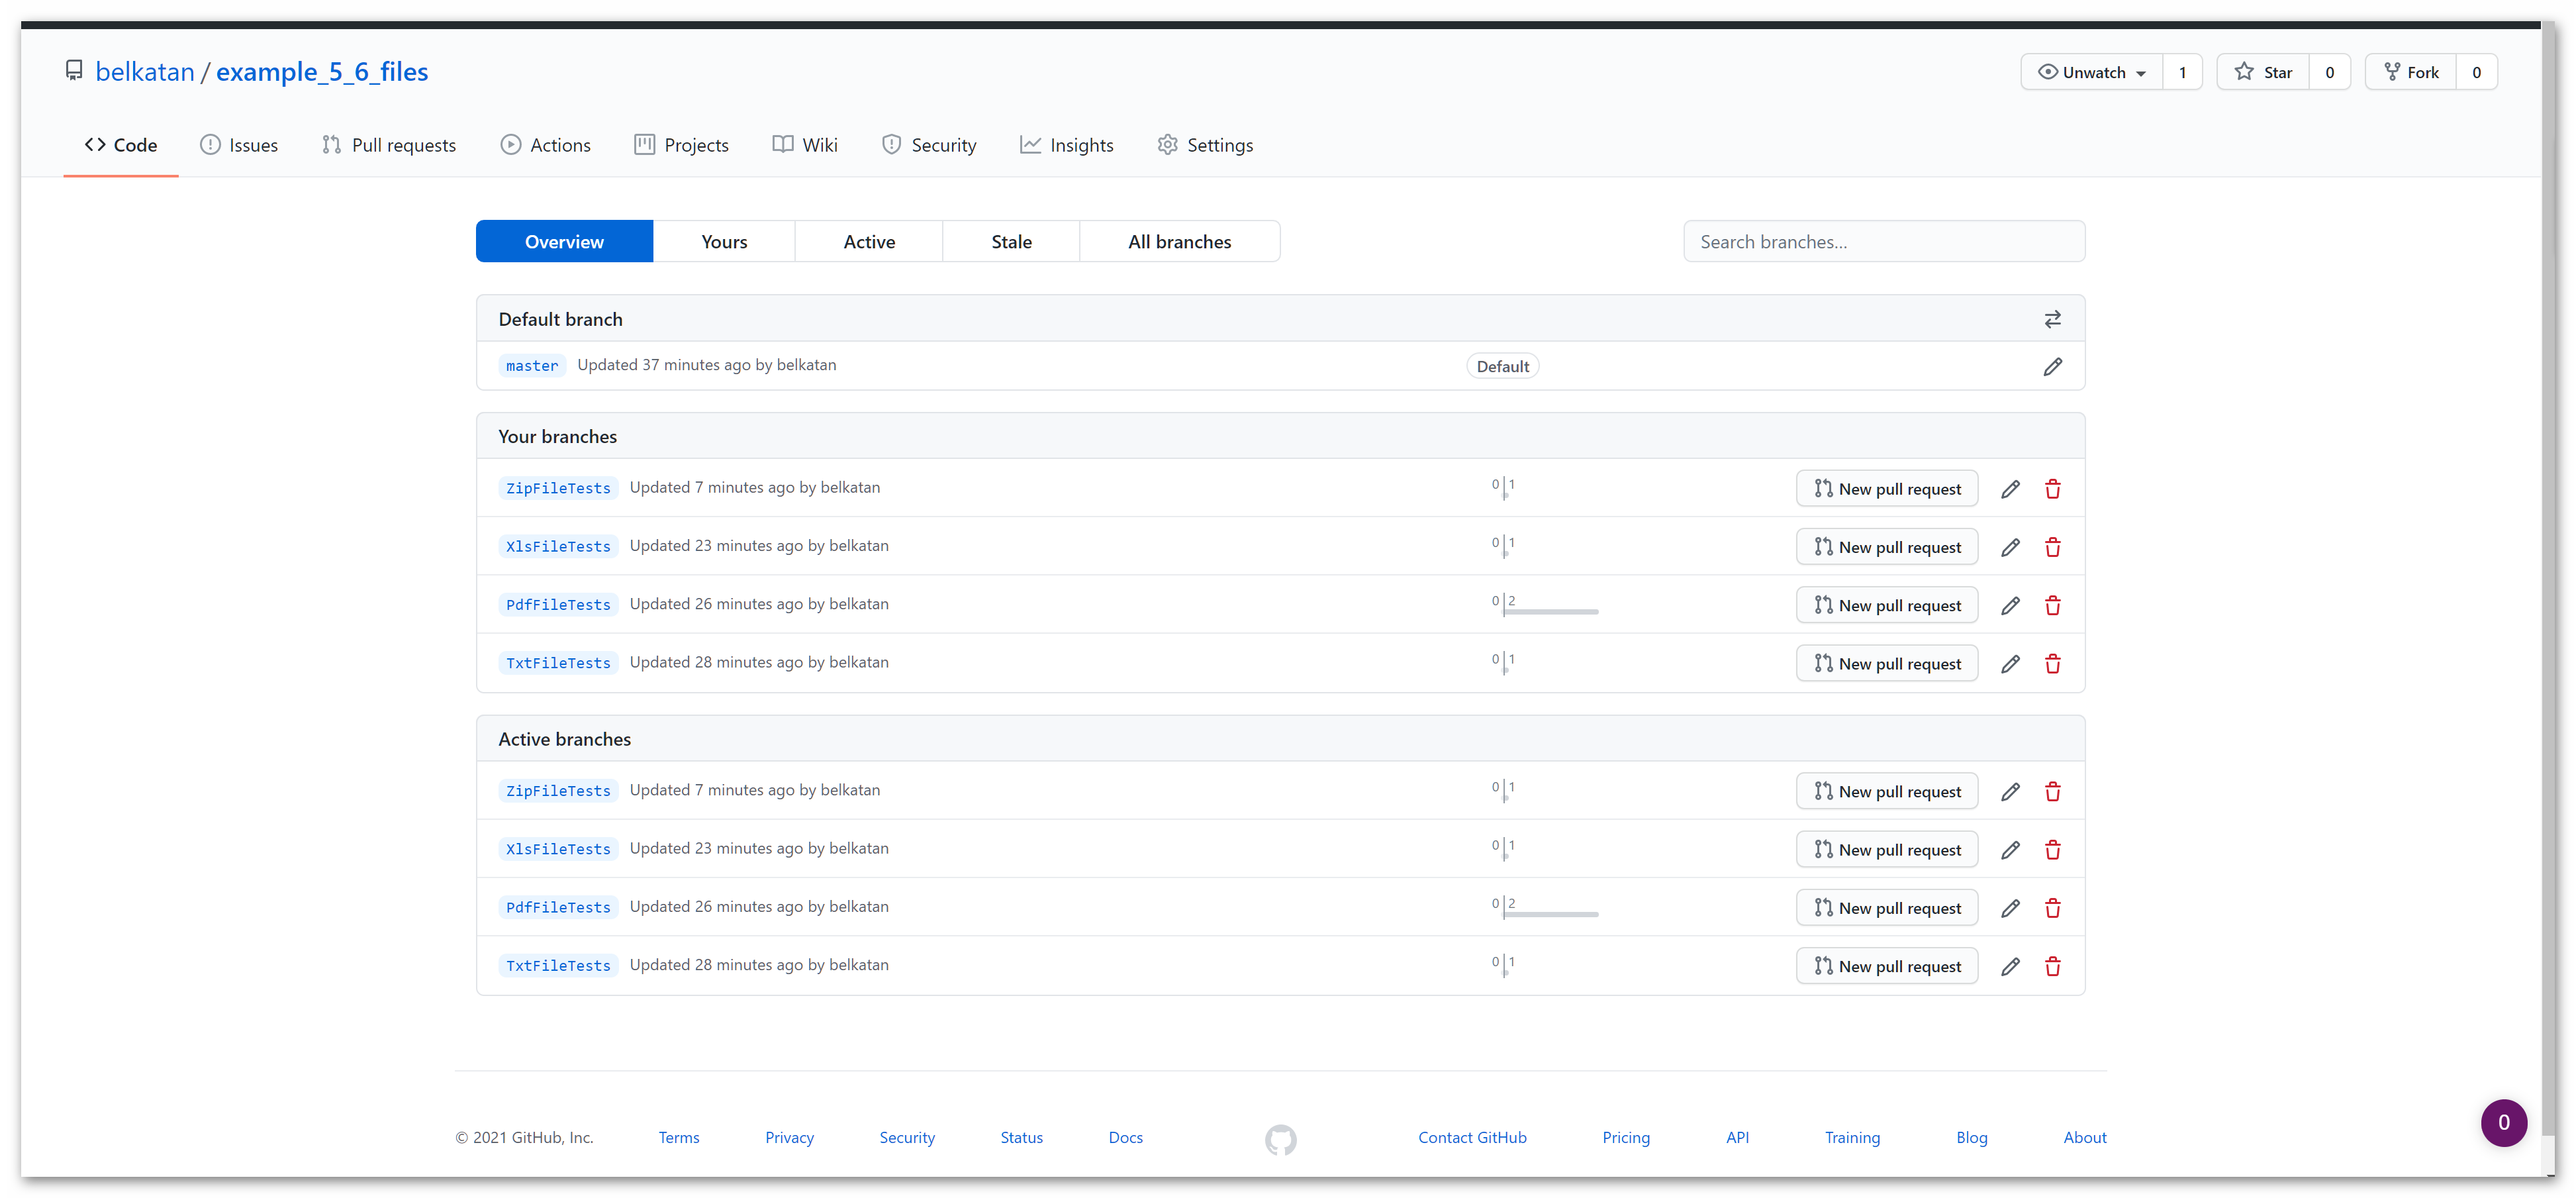 belkatan / example_5_6_files
Unwatch 1 Star 0 Fork 0
Code Issues Pull requests Actions Projects Wiki Security Insights Settings
Overview Yours Active Stale All branches Search branches...
Default branch
master Updated 37 minutes ago by belkatan Default
Your branches
ZipFileTests Updated 7 minutes ago by belkatan 0 1 New pull request
XlsFileTests Updated 23 minutes ago by belkatan 0 1 New pull request
PdfFileTests Updated 26 minutes ago by belkatan 0 2 New pull request
TxtFileTests Updated 28 minutes ago by belkatan 0 1 New pull request
Active branches
ZipFileTests Updated 7 minutes ago by belkatan 0 1 New pull request
XlsFileTests Updated 23 minutes ago by belkatan 0 1 New pull request
PdfFileTests Updated 26 minutes ago by belkatan 0 2 New pull request
TxtFileTests Updated 28 minutes ago by belkatan 0 1 New pull request
0
© 2021 GitHub, Inc. Terms Privacy Security Status Docs Contact GitHub Pricing API Training Blog About